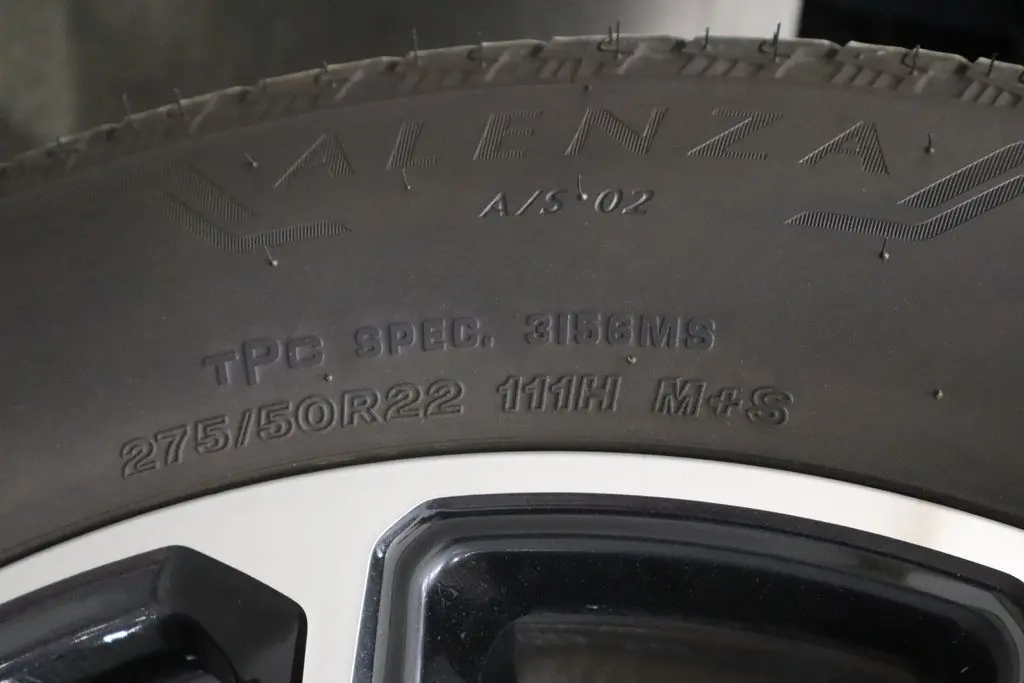 ALENZA
A/S 02
TPC SPEC. 3156MS
275/50R22 111H M+S